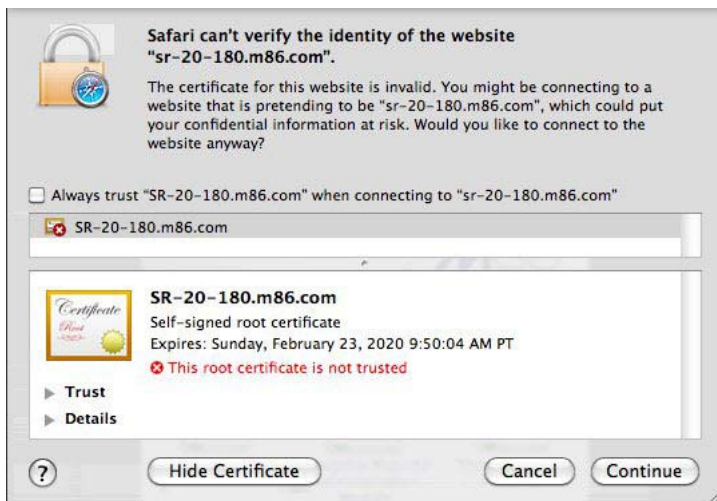 Safari can't verify the identity of the website
"sr-20-180.m86.com".
The certificate for this website is invalid. You might be connecting to a
website that is pretending to be "sr-20-180.m86.com", which could put
your confidential information at risk. Would you like to connect to the
website anyway?
Always trust "SR-20-180.m86.com" when connecting to "sr-20-180.m86.com"
SR-20-180.m86.com
Certificate
Root
SR-20-180.m86.com
Self-signed root certificate
Expires: Sunday, February 23, 2020 9:50:04 AM PT
This root certificate is not trusted
Trust
Details
?
Hide Certificate
Cancel
Continue